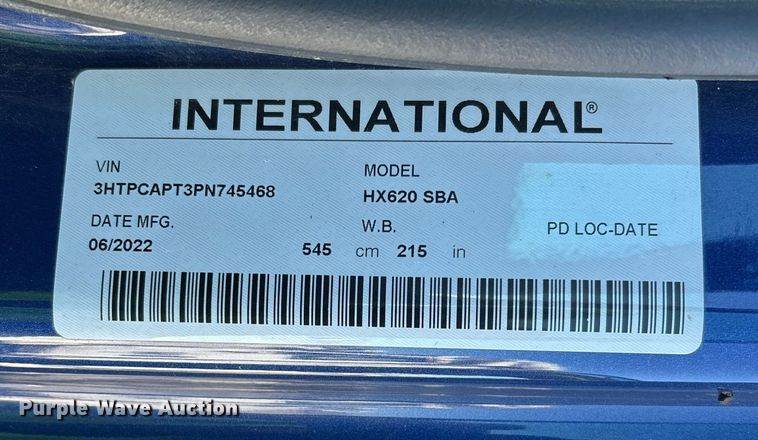 INTERNATIONAL®
VIN
3HTPCAPT3PN745468
MODEL
HX620 SBA
DATE MFG.
06/2022
W.B.
545 cm 215 in
PD LOC-DATE
Purple Wave Auction